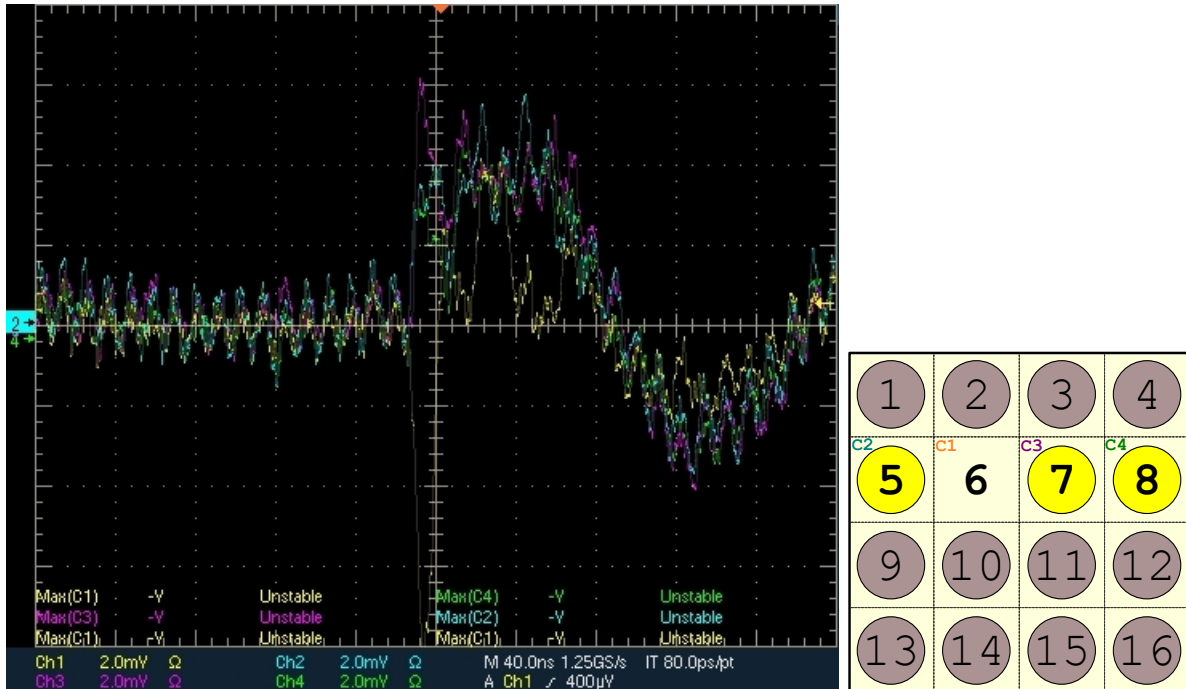 2
4
Max(C1) -V Unstable
Max(C3) -V Unstable
Max(C1) -V Unstable
Max(C4) -V Unstable
Max(C2) -V Unstable
Max(C1) -V Unstable
Ch1 2.0mV Ω Ch2 2.0mV Ω M 40.0ns 1.25GS/s IT 80.0ps/pt
Ch3 2.0mV Ω Ch4 2.0mV Ω A Ch1 / 400µV
1 2 3 4
C2 C1 C3 C4
5 6 7 8
9 10 11 12
13 14 15 16